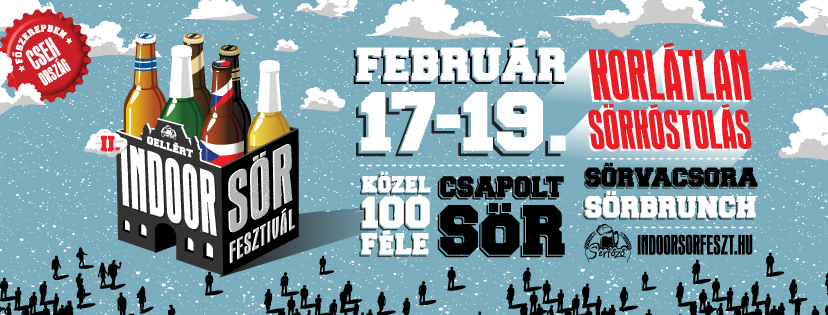 FŐSZEREPBEN
CSEH
ORSZÁG
II.
GELLÉRT
INDOOR
SÖR
FESZTIVÁL
FEBRUÁR
17-19.
KORLÁTLAN
SÖRKÓSTOLÁS
KÖZEL
100
FÉLE
CSAPOLT
SÖR
SÖRVACSORA
SÖRBRUNCH
Serfőző
INDOORSORFESZT.HU